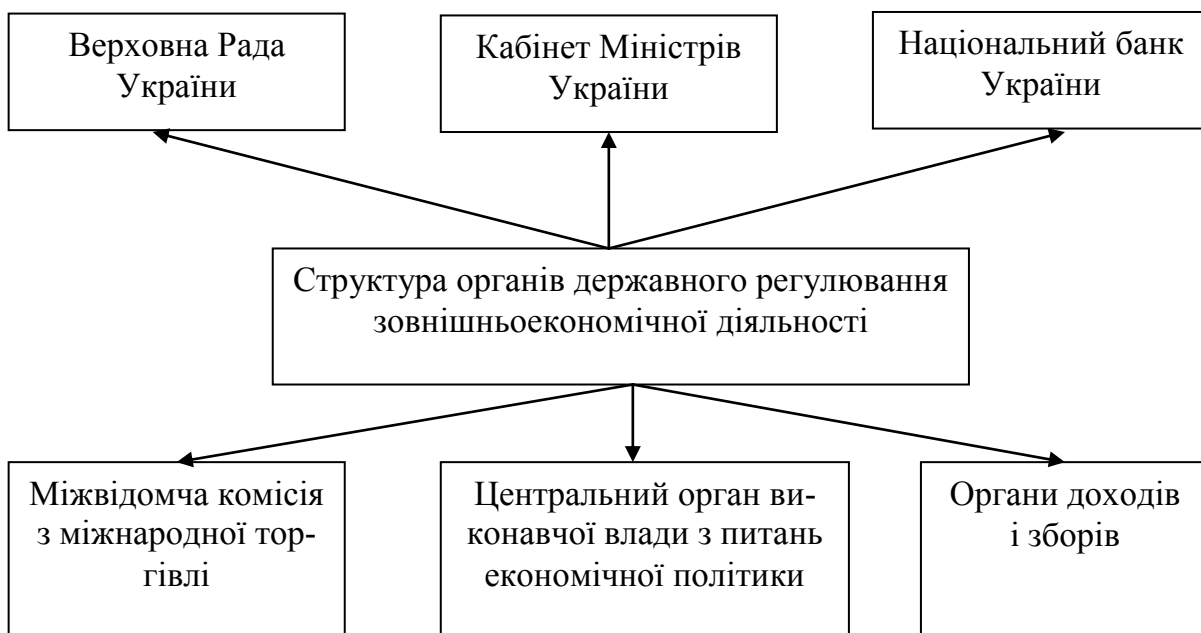 Верховна Рада
України
Кабінет Міністрів
України
Національний банк
України
Структура органів державного регулювання
зовнішньоекономічної діяльності
Міжвідомча комісія
з міжнародної тор-
гівлі
Центральний орган ви-
конавчої влади з питань
економічної політики
Органи доходів
і зборів